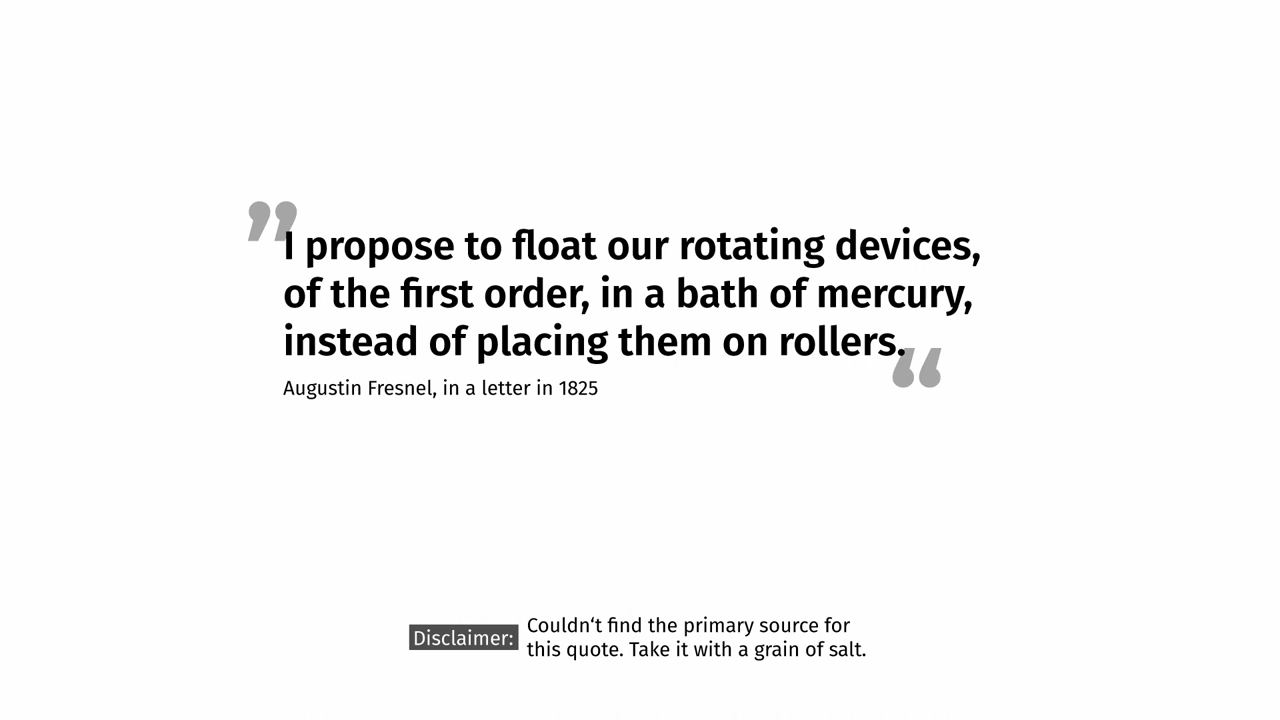 ”I propose to float our rotating devices,
of the first order, in a bath of mercury,
instead of placing them on rollers.“
Augustin Fresnel, in a letter in 1825
Disclaimer: Couldn‘t find the primary source for
this quote. Take it with a grain of salt.